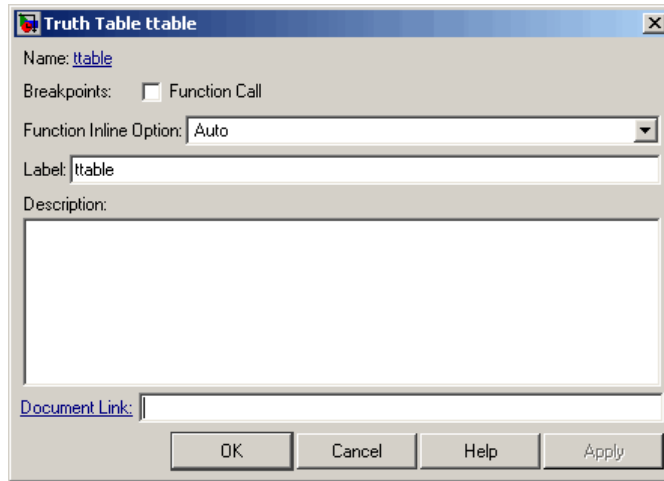 Truth Table ttable
Name: ttable
Breakpoints: Function Call
Function Inline Option: Auto
Label: ttable
Description:
Document Link:
OK Cancel Help Apply